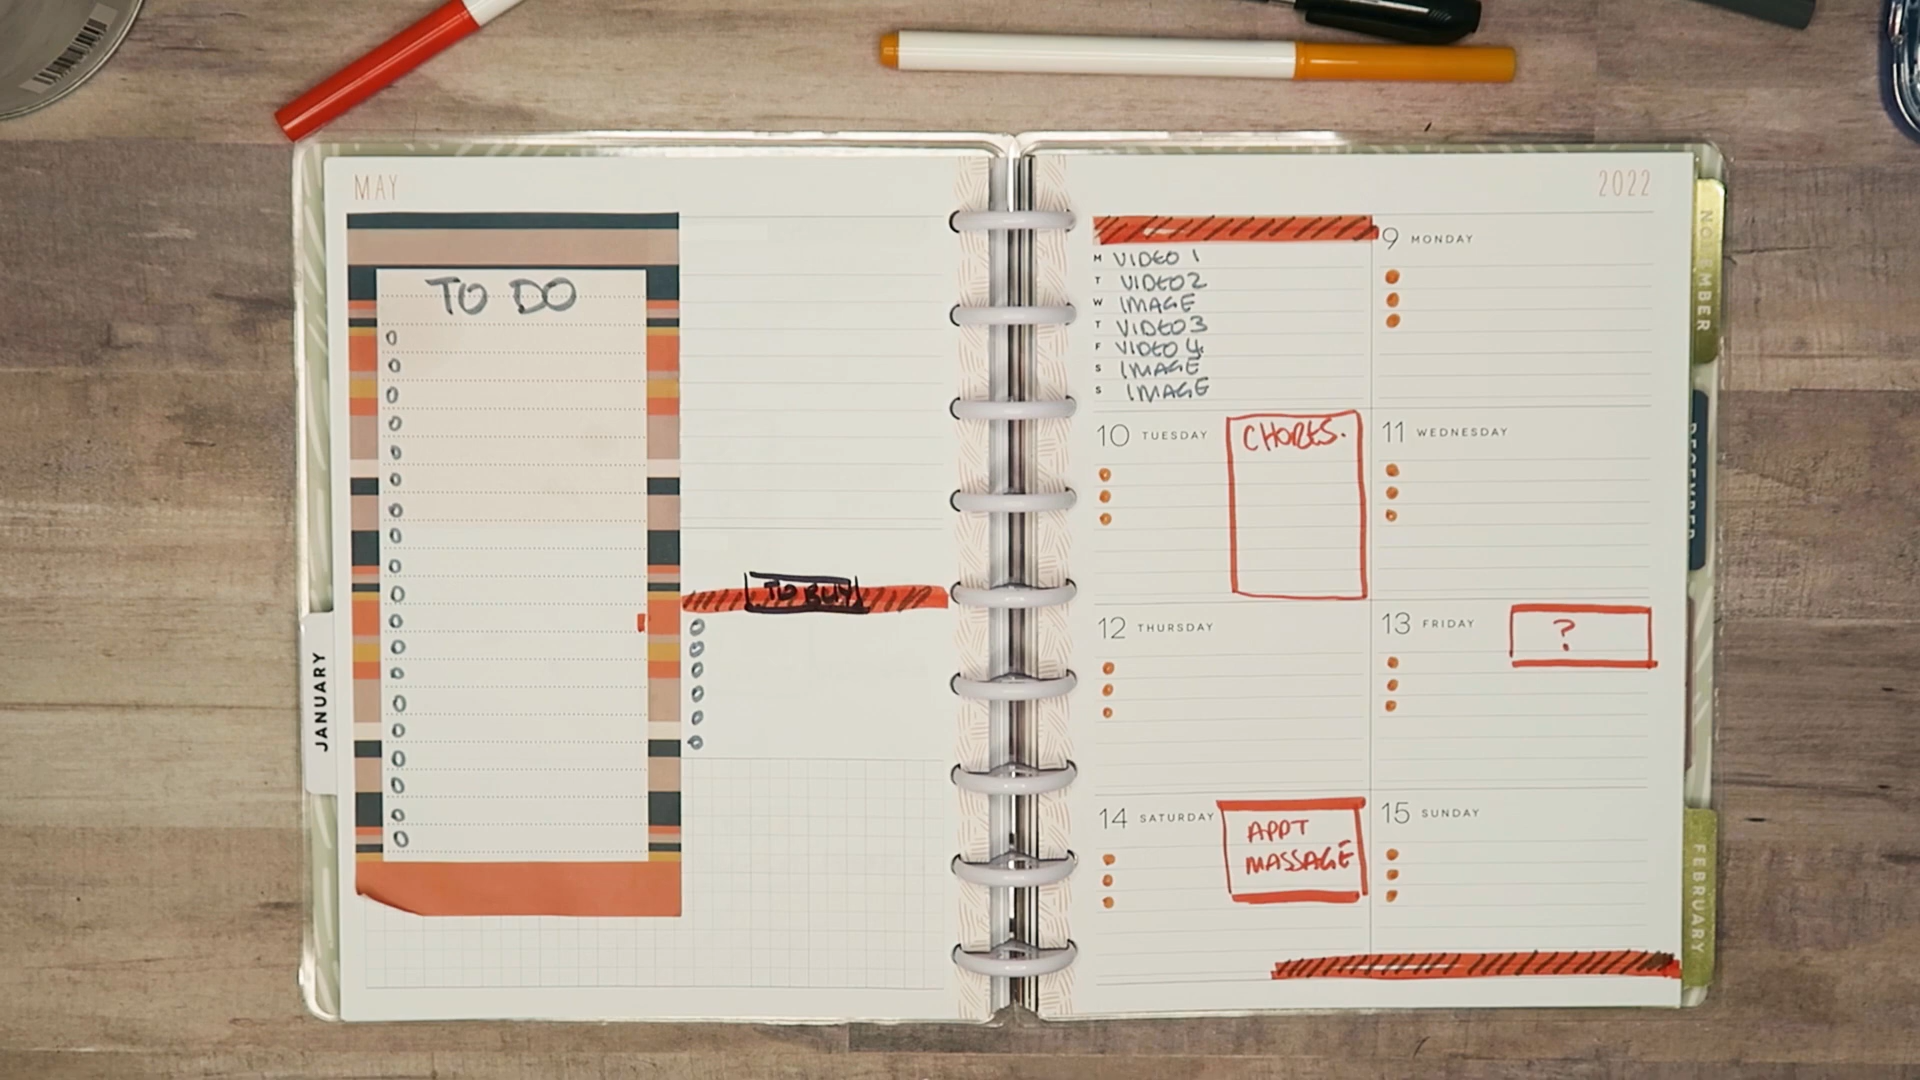 MAY
TO DO
TO BUY
JANUARY
2022
M VIDEO 1
T VIDEO 2
W IMAGE
T VIDEO 3
F VIDEO 4
S IMAGE
S IMAGE
9 MONDAY
10 TUESDAY
CHORES.
11 WEDNESDAY
12 THURSDAY
13 FRIDAY
?
14 SATURDAY
APPT
MASSAGE
15 SUNDAY
NOVEMBER
DECEMBER
FEBRUARY